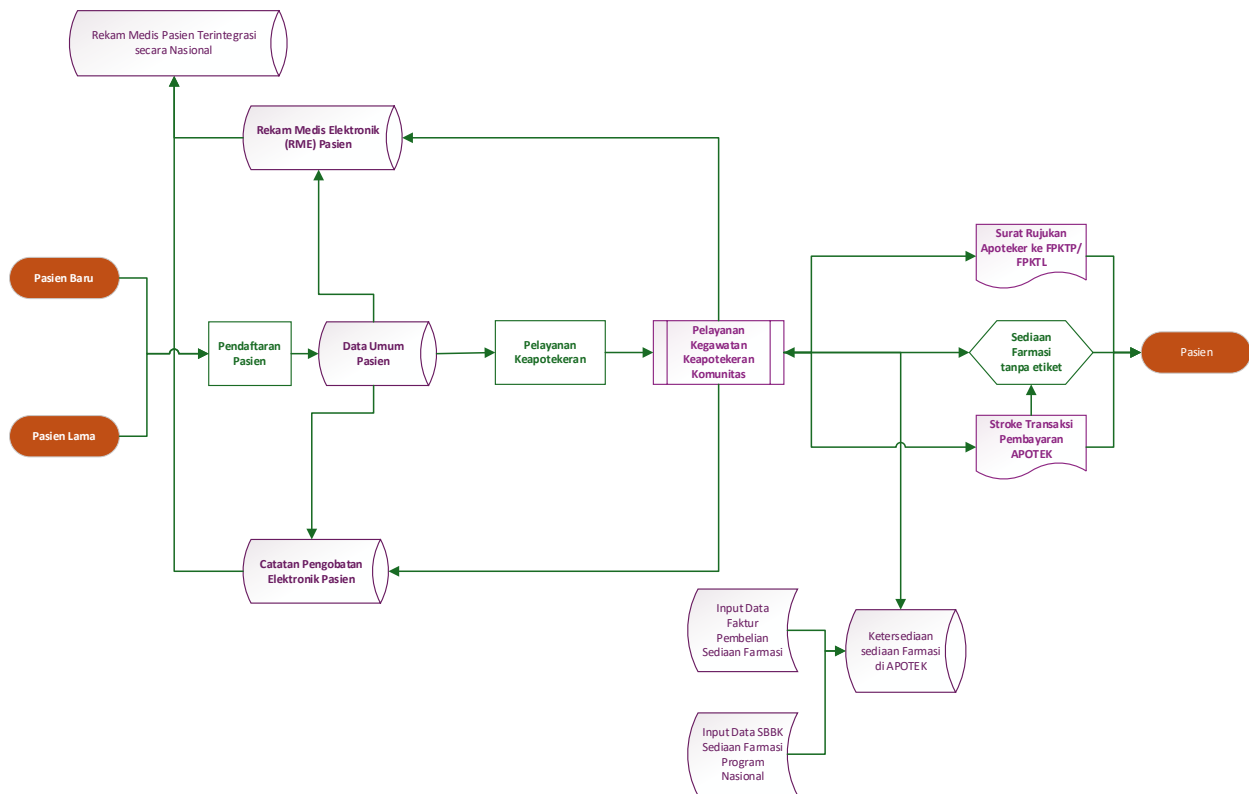 Rekam Medis Pasien Terintegrasi
secara Nasional
Rekam Medis Elektronik
(RME) Pasien
Pasien Baru
Pasien Lama
Pendaftaran
Pasien
Data Umum
Pasien
Pelayanan
Keapotekeran
Pelayanan
Kegawatan
Keapotekeran
Komunitas
Surat Rujukan
Apoteker ke FPKTP/
FPKTL
Sediaan
Farmasi
tanpa etiket
Stroke Transaksi
Pembayaran
APOTEK
Pasien
Catatan Pengobatan
Elektronik Pasien
Input Data
Faktur
Pembelian
Sediaan Farmasi
Ketersediaan
sediaan Farmasi
di APOTEK
Input Data SBBK
Sediaan Farmasi
Program
Nasional